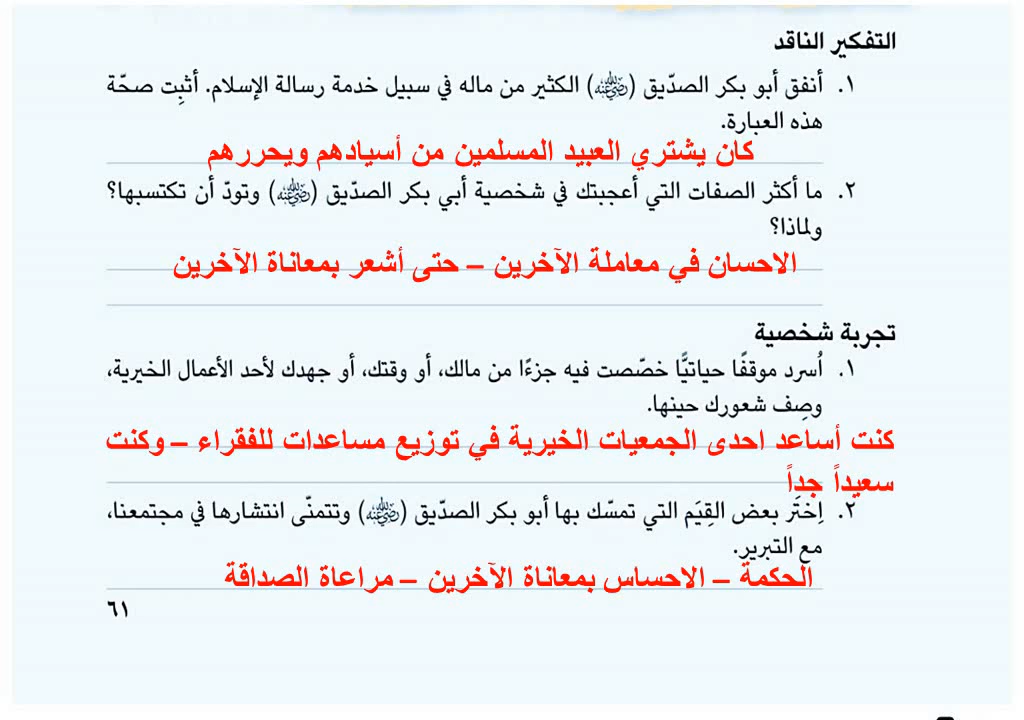 التفكير الناقد
١. أنفق أبو بكر الصدّيق (رضي الله عنه) الكثير من ماله في سبيل خدمة رسالة الإسلام. أثبِت صحّة
هذه العبارة.
كان يشتري العبيد المسلمين من أسيادهم ويحررهم
٢. ما أكثر الصفات التي أعجبتك في شخصية أبي بكر الصدّيق (رضي الله عنه) وتودّ أن تكتسبها؟
ولماذا؟
الاحسان في معاملة الآخرين – حتى أشعر بمعاناة الآخرين
تجربة شخصية
١. اُسرد موقفًا حياتيًّا خصّصت فيه جزءًا من مالك، أو وقتك، أو جهدك لأحد الأعمال الخيرية،
وصِف شعورك حينها.
كنت أساعد احدى الجمعيات الخيرية في توزيع مساعدات للفقراء – وكنت
سعيداً جداً
٢. اِختَر بعض القِيَم التي تمسّك بها أبو بكر الصدّيق (رضي الله عنه) وتتمنّى انتشارها في مجتمعنا،
مع التبرير.
الحكمة – الاحساس بمعاناة الآخرين – مراعاة الصداقة
٦١